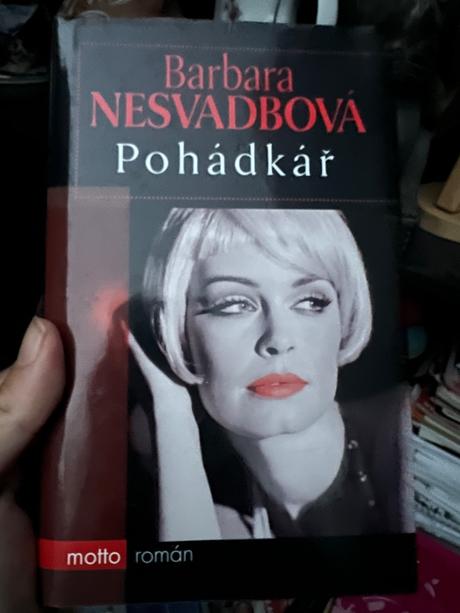 Barbara
NESVADBOVÁ
Pohádkář
motto román